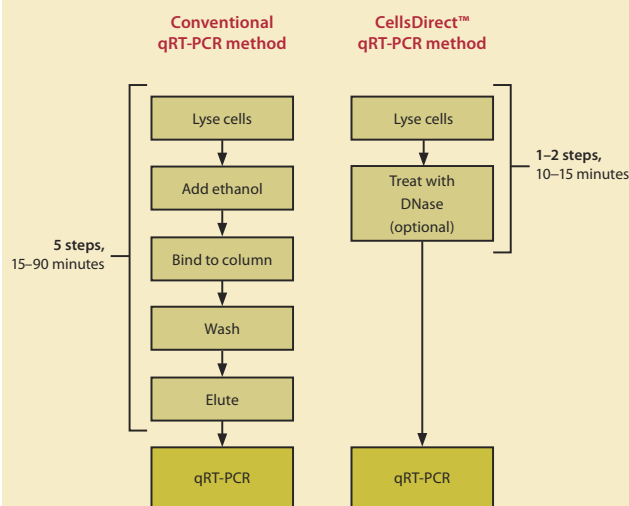 Conventional
qRT-PCR method
Lyse cells
Add ethanol
Bind to column
Wash
Elute
qRT-PCR
5 steps,
15–90 minutes
CellsDirect™
qRT-PCR method
Lyse cells
Treat with
DNase
(optional)
qRT-PCR
1–2 steps,
10–15 minutes